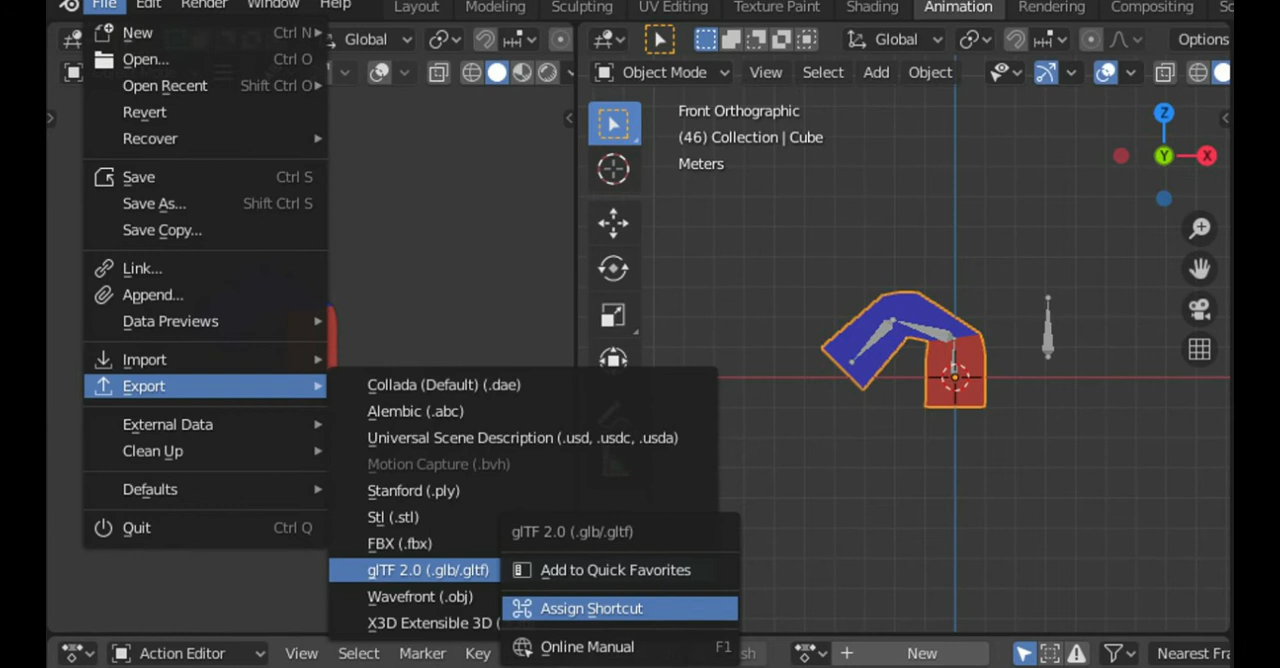 File Edit Render Window Help Layout Modeling Sculpting UV Editing Texture Paint Shading Animation Rendering Compositing
Global Global Options
Object Mode View Select Add Object
New Ctrl N
Open... Ctrl O
Open Recent Shift Ctrl O
Revert
Recover
Save Ctrl S
Save As... Shift Ctrl S
Save Copy...
Link...
Append...
Data Previews
Import
Export
External Data
Clean Up
Defaults
Quit Ctrl Q
Collada (Default) (.dae)
Alembic (.abc)
Universal Scene Description (.usd, .usdc, .usda)
Motion Capture (.bvh)
Stanford (.ply)
Stl (.stl)
FBX (.fbx)
glTF 2.0 (.glb/.gltf)
Wavefront (.obj)
X3D Extensible 3D (
glTF 2.0 (.glb/.gltf)
Add to Quick Favorites
Assign Shortcut
Online Manual F1
Front Orthographic
(46) Collection | Cube
Meters
Z
Y
X
Action Editor View Select Marker Key New Nearest Fra